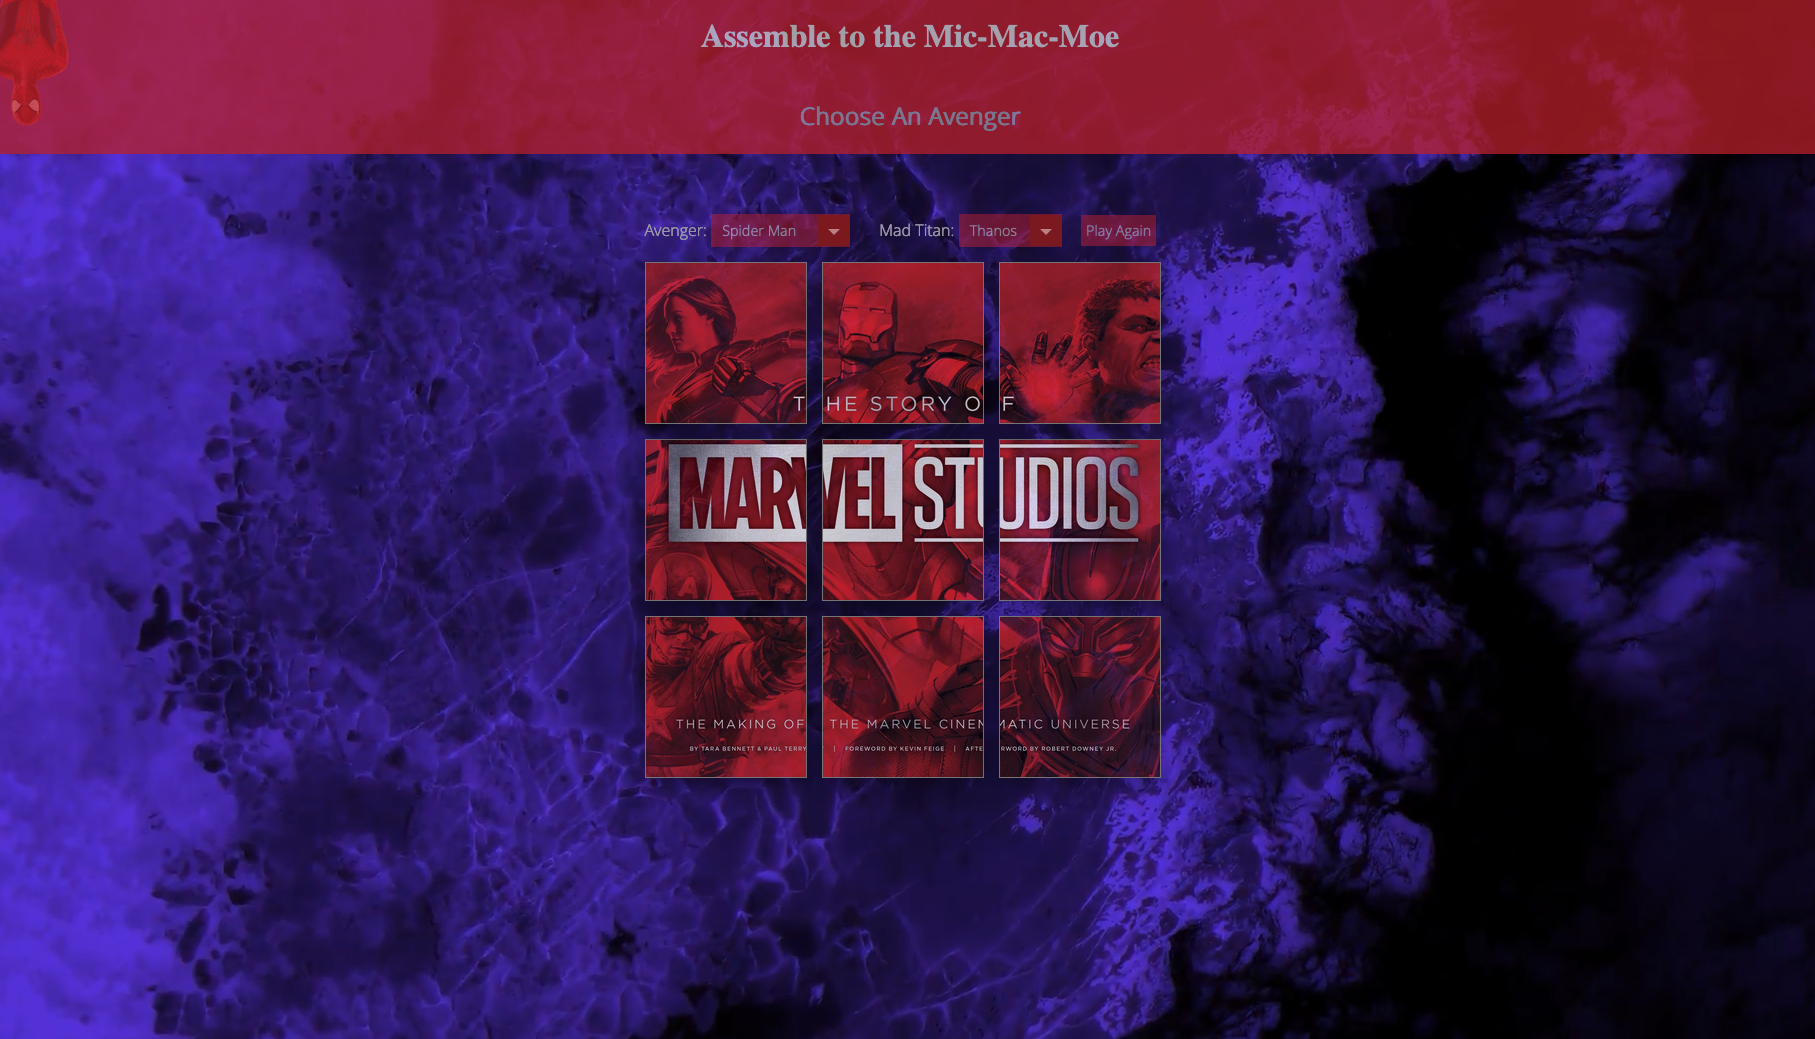 Assemble to the Mic-Mac-Moe
Choose An Avenger
Avenger: Spider Man Mad Titan: Thanos Play Again
THE STORY OF
MARVEL STUDIOS
THE MAKING OF THE MARVEL CINEMATIC UNIVERSE
BY TARA BENNETT & PAUL TERRY | FOREWORD BY KEVIN FEIGE | AFTERWORD BY ROBERT DOWNEY JR.